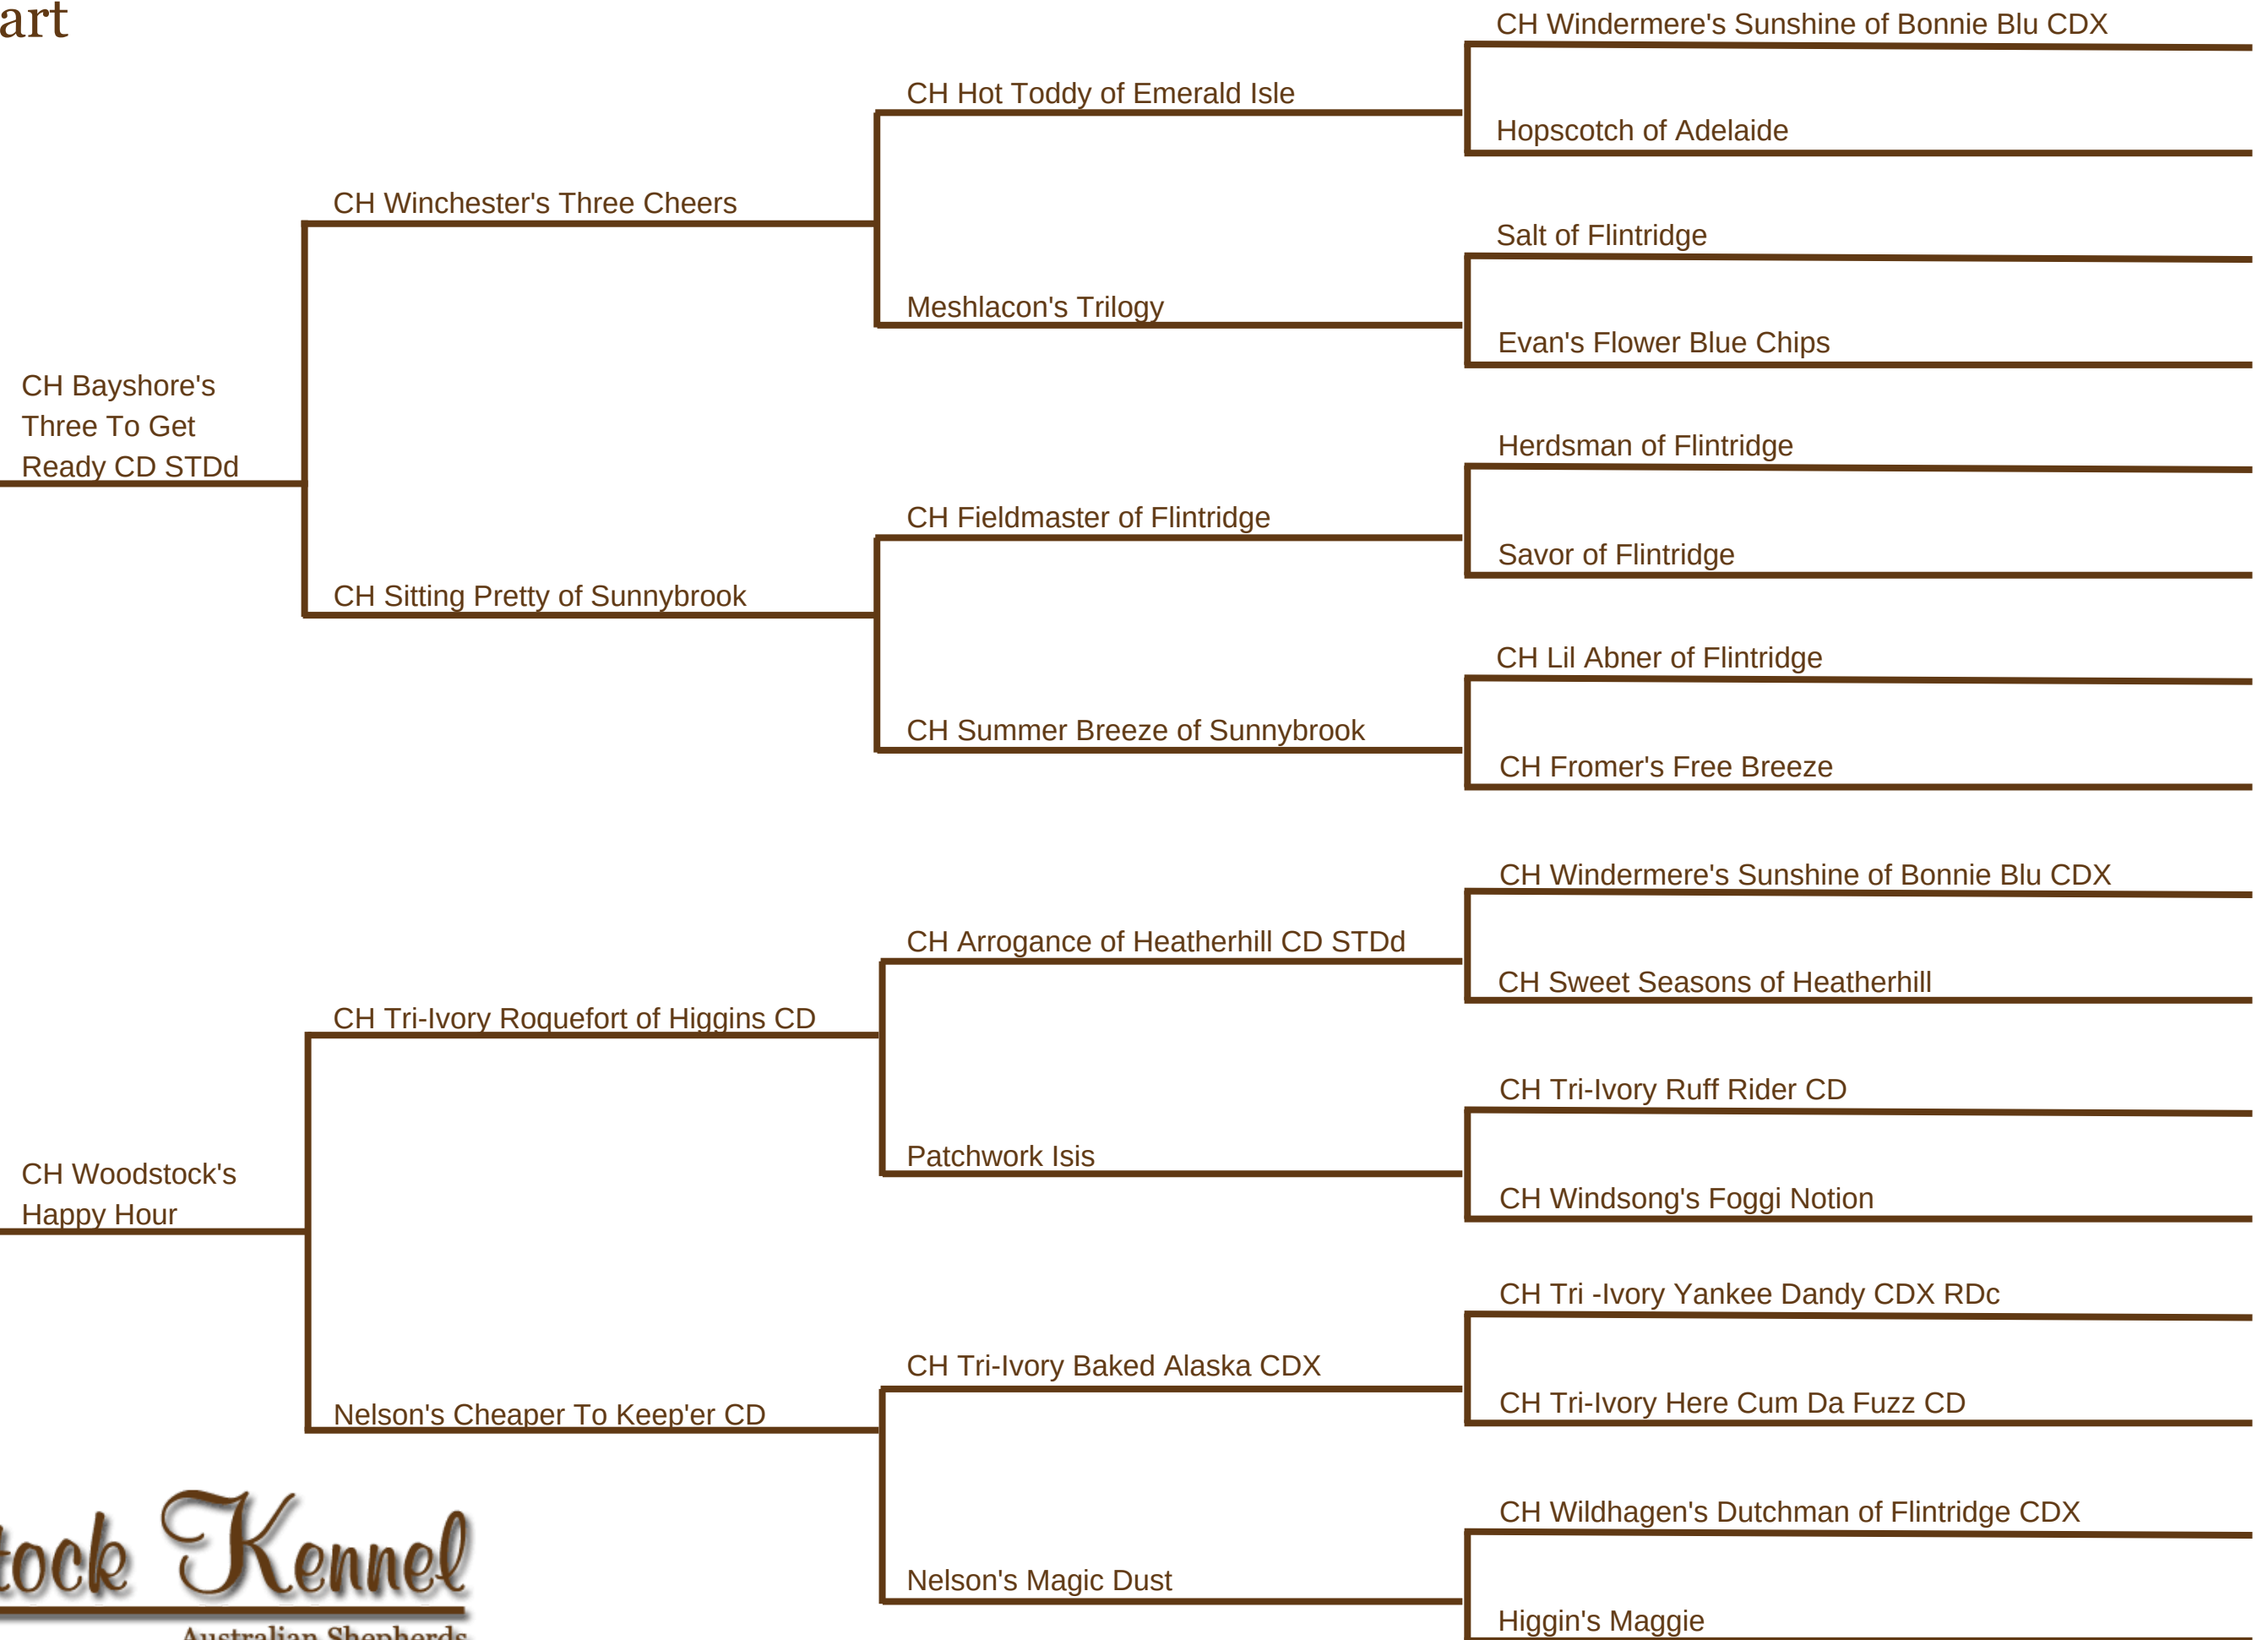 art
CH Windermere's Sunshine of Bonnie Blu CDX
CH Hot Toddy of Emerald Isle
Hopscotch of Adelaide
CH Winchester's Three Cheers
Salt of Flintridge
Meshlacon's Trilogy
Evan's Flower Blue Chips
CH Bayshore's
Three To Get
Ready CD STDd
Herdsman of Flintridge
CH Fieldmaster of Flintridge
Savor of Flintridge
CH Sitting Pretty of Sunnybrook
CH Lil Abner of Flintridge
CH Summer Breeze of Sunnybrook
CH Fromer's Free Breeze
CH Windermere's Sunshine of Bonnie Blu CDX
CH Arrogance of Heatherhill CD STDd
CH Sweet Seasons of Heatherhill
CH Tri-Ivory Roquefort of Higgins CD
CH Tri-Ivory Ruff Rider CD
Patchwork Isis
CH Windsong's Foggi Notion
CH Woodstock's
Happy Hour
CH Tri -Ivory Yankee Dandy CDX RDc
CH Tri-Ivory Baked Alaska CDX
CH Tri-Ivory Here Cum Da Fuzz CD
Nelson's Cheaper To Keep'er CD
CH Wildhagen's Dutchman of Flintridge CDX
Nelson's Magic Dust
Higgin's Maggie
tock Kennel
Australian Shepherds